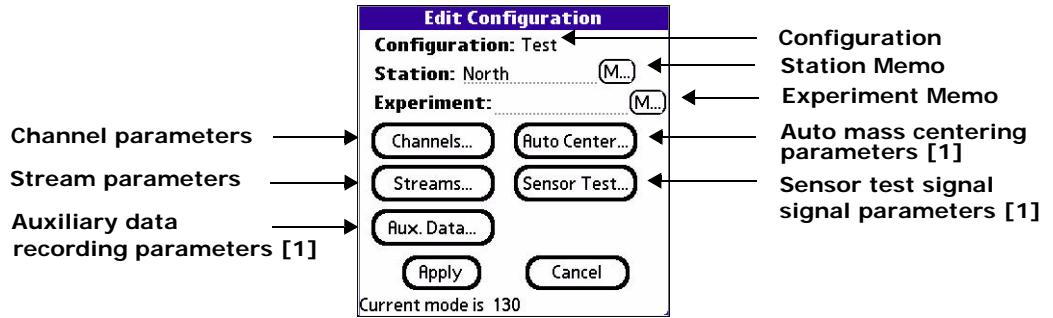 Edit Configuration
Configuration: Test
Station: North
M...
Experiment:
M...
Channels...
Auto Center...
Streams...
Sensor Test...
Aux. Data...
Apply
Cancel
Current mode is 130
Channel parameters
Stream parameters
Auxiliary data
recording parameters [1]
Configuration
Station Memo
Experiment Memo
Auto mass centering
parameters [1]
Sensor test signal
signal parameters [1]